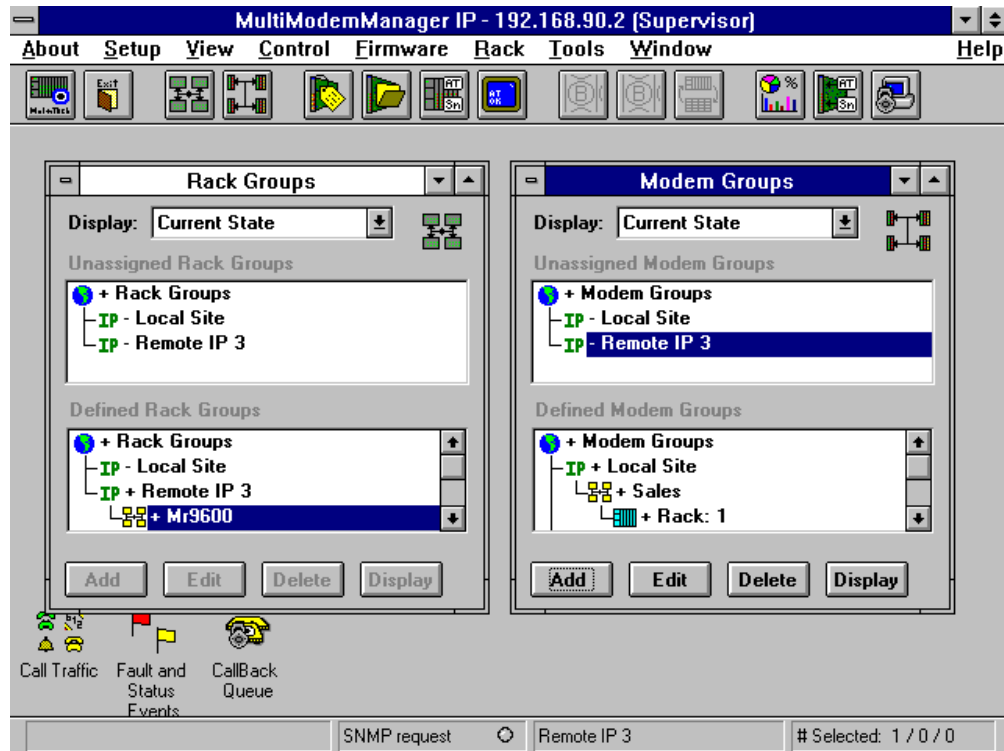 MultiModemManager IP - 192.168.90.2 (Supervisor)
About Setup View Control Firmware Rack Tools Window Help
Exit
AT
Sn
AT
OK
B
B
%
AT
Sn
Rack Groups
Display: Current State
Unassigned Rack Groups
+ Rack Groups
IP - Local Site
IP - Remote IP 3
Defined Rack Groups
+ Rack Groups
IP - Local Site
IP + Remote IP 3
+ Mr9600
Add Edit Delete Display
Modem Groups
Display: Current State
Unassigned Modem Groups
+ Modem Groups
IP - Local Site
IP - Remote IP 3
Defined Modem Groups
+ Modem Groups
IP + Local Site
+ Sales
+ Rack: 1
Add Edit Delete Display
Call Traffic
Fault and
Status
Events
CallBack
Queue
SNMP request
Remote IP 3
# Selected: 1 / 0 / 0